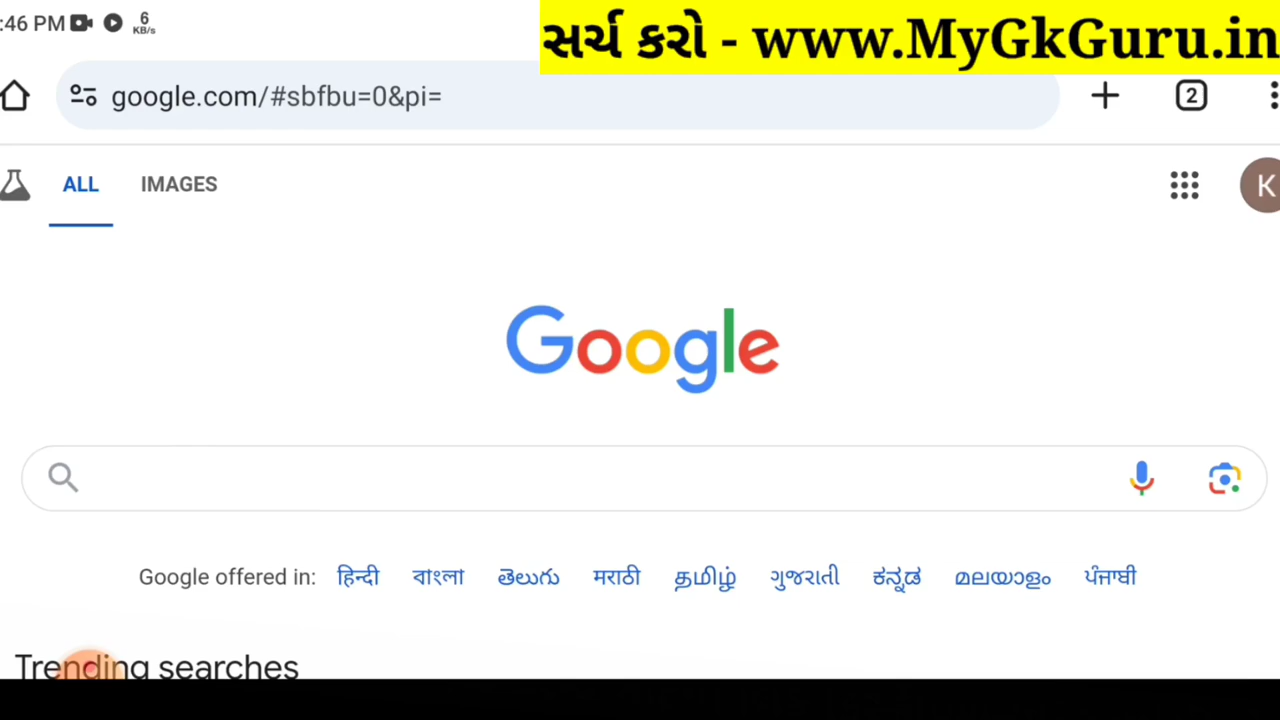 :46 PM 6 KB/s
સર્ચ કરો - www.MyGkGuru.in
google.com/#sbfbu=0&pi=
2
ALL IMAGES
K
Google
Google offered in: हिन्दी বাংলা తెలుగు मराठी தமிழ் ગુજરાતી ಕನ್ನಡ മലയാളം ਪੰਜਾਬੀ
Trending searches